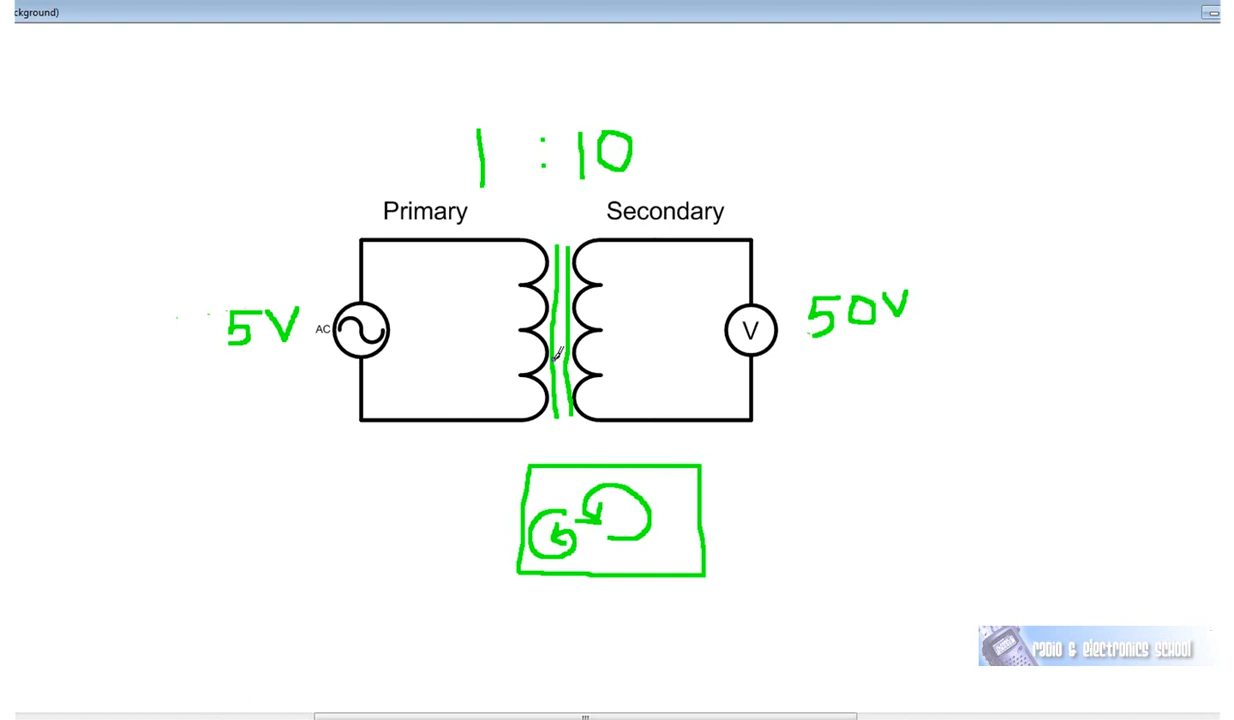 ckground)
1 : 10
Primary
Secondary
5V
AC
V
50V
radio & electronics school